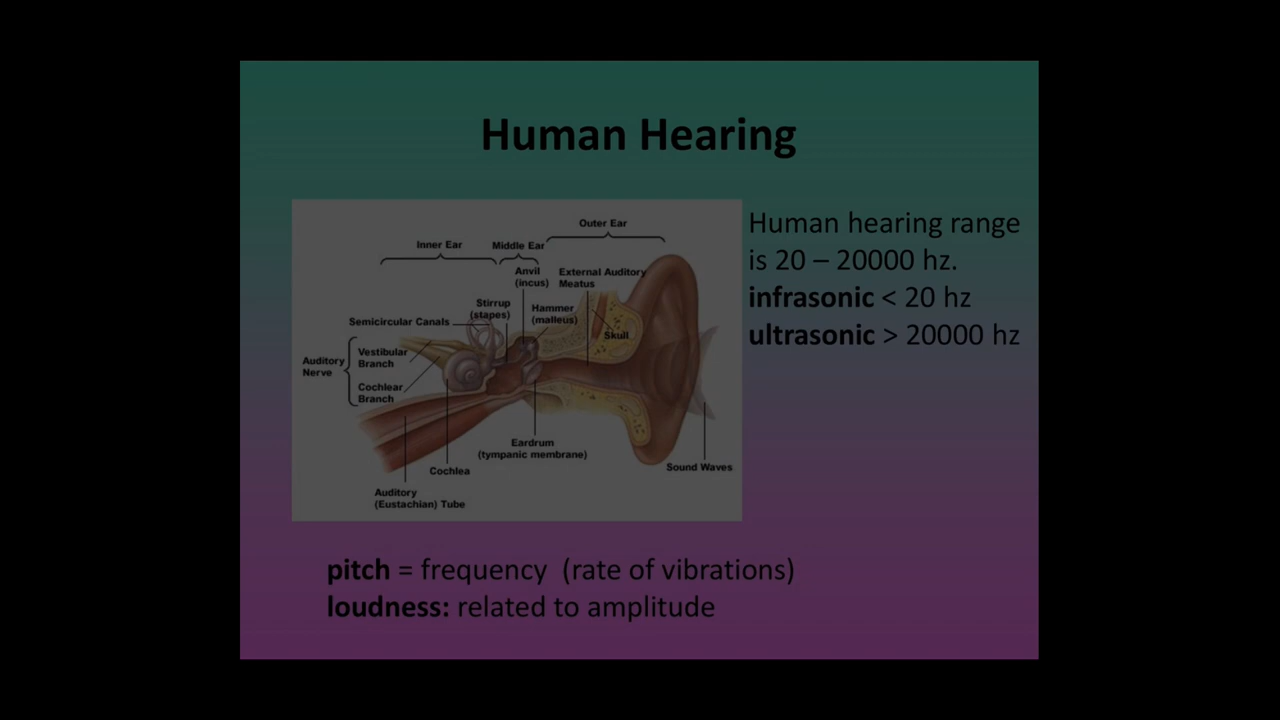 Human Hearing
Outer Ear
Inner Ear
Middle Ear
Anvil
(incus)
External Auditory
Meatus
Stirrup
(stapes)
Hammer
(malleus)
Semicircular Canals
Skull
Auditory
Nerve
Vestibular
Branch
Cochlear
Branch
Eardrum
(tympanic membrane)
Cochlea
Sound Waves
Auditory
(Eustachian) Tube
Human hearing range
is 20 – 20000 hz.
infrasonic < 20 hz
ultrasonic > 20000 hz
pitch = frequency (rate of vibrations)
loudness: related to amplitude